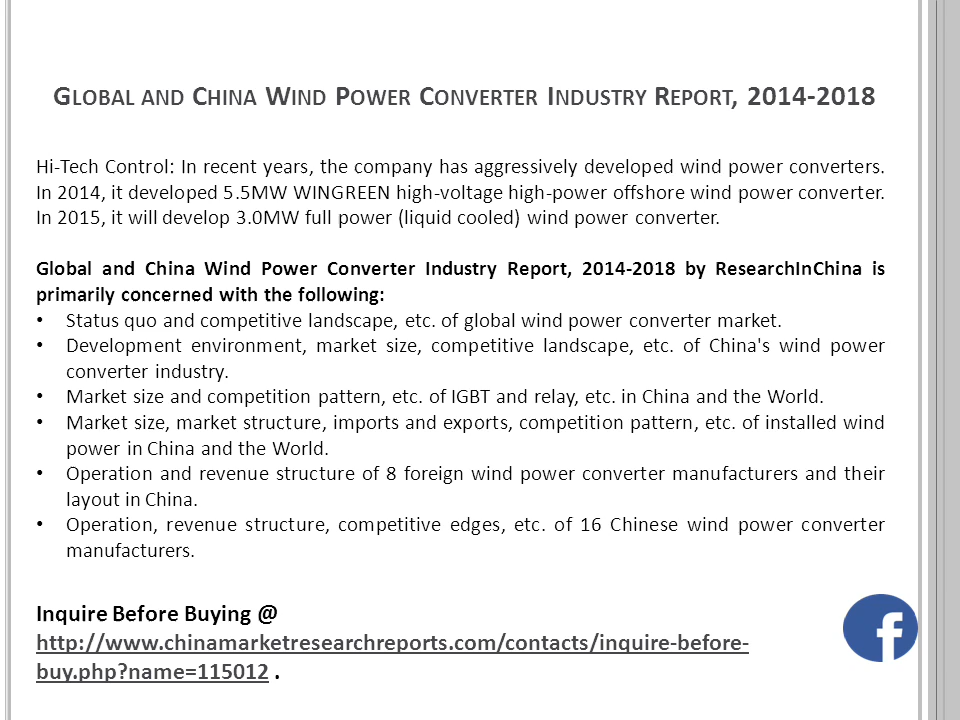 GLOBAL AND CHINA WIND POWER CONVERTER INDUSTRY REPORT, 2014-2018
Hi-Tech Control: In recent years, the company has aggressively developed wind power converters.
In 2014, it developed 5.5MW WINGREEN high-voltage high-power offshore wind power converter.
In 2015, it will develop 3.0MW full power (liquid cooled) wind power converter.
Global and China Wind Power Converter Industry Report, 2014-2018 by ResearchInChina is
primarily concerned with the following:
• Status quo and competitive landscape, etc. of global wind power converter market.
• Development environment, market size, competitive landscape, etc. of China's wind power
converter industry.
• Market size and competition pattern, etc. of IGBT and relay, etc. in China and the World.
• Market size, market structure, imports and exports, competition pattern, etc. of installed wind
power in China and the World.
• Operation and revenue structure of 8 foreign wind power converter manufacturers and their
layout in China.
• Operation, revenue structure, competitive edges, etc. of 16 Chinese wind power converter
manufacturers.
Inquire Before Buying @
http://www.chinamarketresearchreports.com/contacts/inquire-before-
buy.php?name=115012 .
f